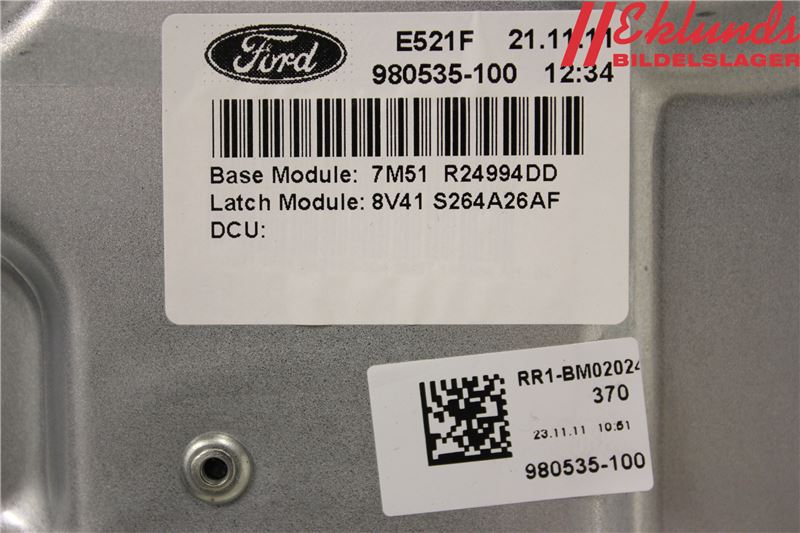 Ford
E521F 21.11.11
980535-100 12:34
Eklunds
BILDELSLAGER
Base Module: 7M51 R24994DD
Latch Module: 8V41 S264A26AF
DCU:
RR1-BM02024
370
23.11.11 10:51
980535-100